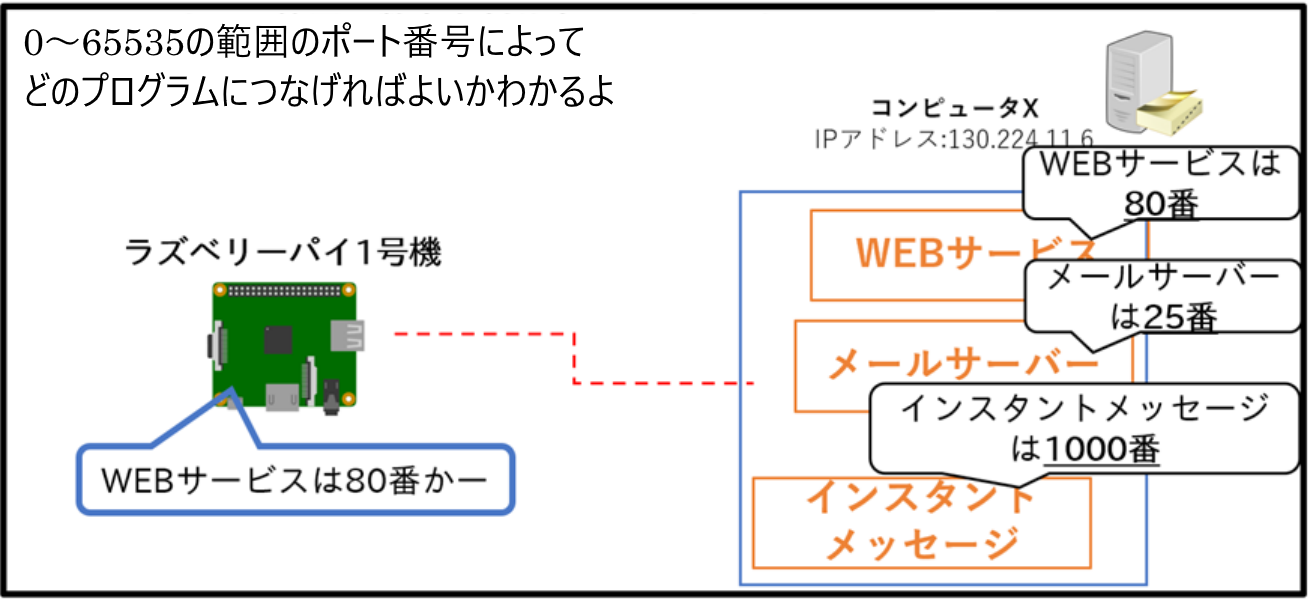 0～65535の範囲のポート番号によって
どのプログラムにつなげればよいかわかるよ
コンピュータX
IPアドレス:130.224.11.6
WEBサービスは
80番
WEBサービス
ラズベリーパイ1号機
メールサーバー
は25番
メールサーバー
インスタントメッセージ
は1000番
WEBサービスは80番かー
インスタント
メッセージ